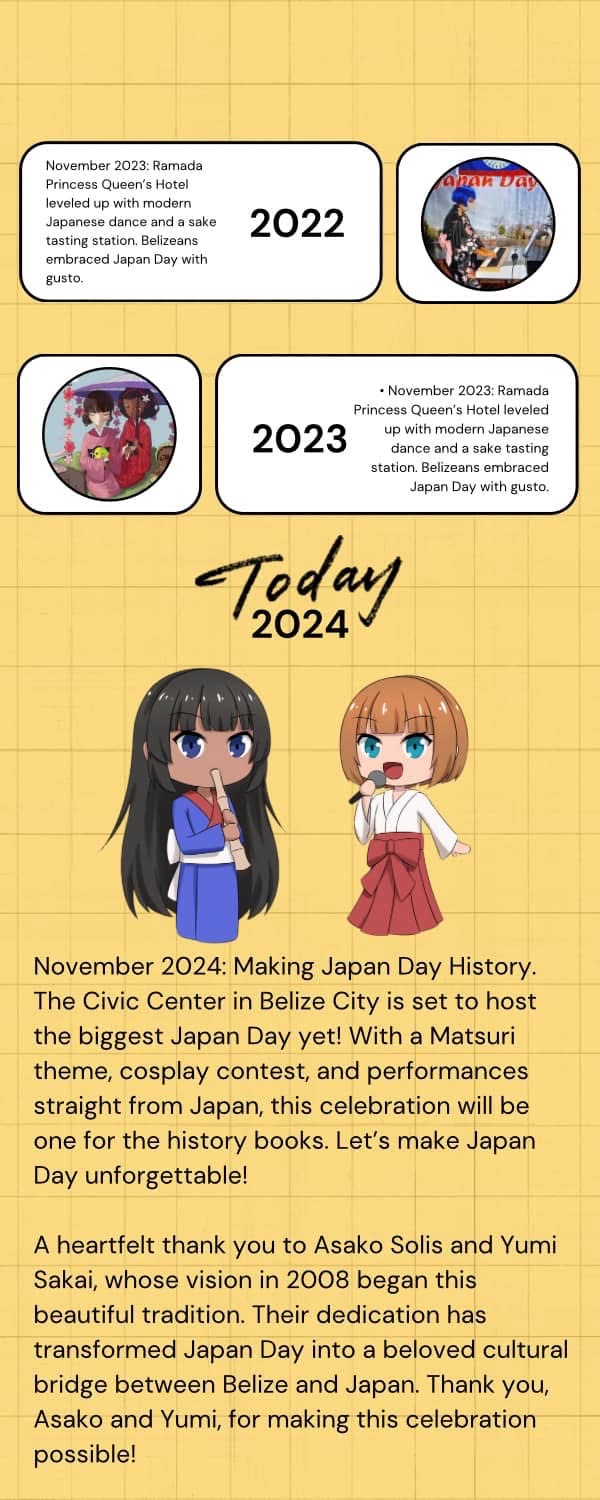 November 2023: Ramada
Princess Queen’s Hotel
leveled up with modern
Japanese dance and a sake
tasting station. Belizeans
embraced Japan Day with
gusto.
2022
Japan Day
2023
• November 2023: Ramada
Princess Queen’s Hotel leveled
up with modern Japanese
dance and a sake tasting
station. Belizeans embraced
Japan Day with gusto.
Today
2024
November 2024: Making Japan Day History.
The Civic Center in Belize City is set to host
the biggest Japan Day yet! With a Matsuri
theme, cosplay contest, and performances
straight from Japan, this celebration will be
one for the history books. Let’s make Japan
Day unforgettable!
A heartfelt thank you to Asako Solis and Yumi
Sakai, whose vision in 2008 began this
beautiful tradition. Their dedication has
transformed Japan Day into a beloved cultural
bridge between Belize and Japan. Thank you,
Asako and Yumi, for making this celebration
possible!